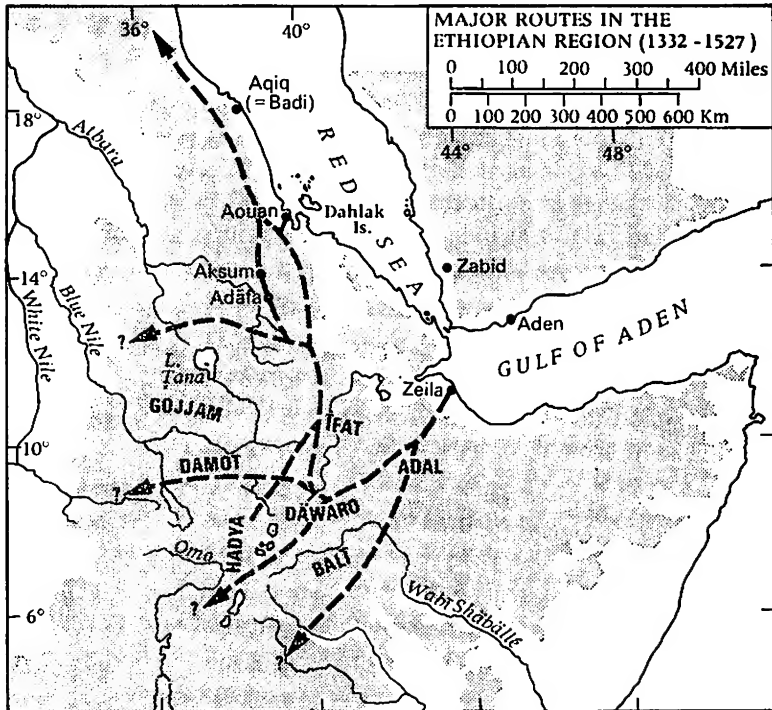 MAJOR ROUTES IN THE
ETHIOPIAN REGION (1332 - 1527)
0 100 200 300 400 Miles
0 100 200 300 400 500 600 Km
36°
40°
44°
48°
18°
14°
10°
6°
Aqiq
(=Badi)
Atbara
RED SEA
Aouan
Dahlak
Is.
Aksum
Adäfa
Zabid
Aden
White Nile
Blue Nile
?
L.
Tana
GULF OF ADEN
Zeila
GOJJAM
IFAT
DAMOT
ADAL
?
DÄWARO
HADYA
Omo
BALI
Wabi Shäbälle
?
?